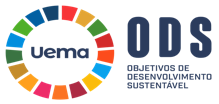 uema
ODS
OBJETIVOS DE
DESENVOLVIMENTO
SUSTENTÁVEL